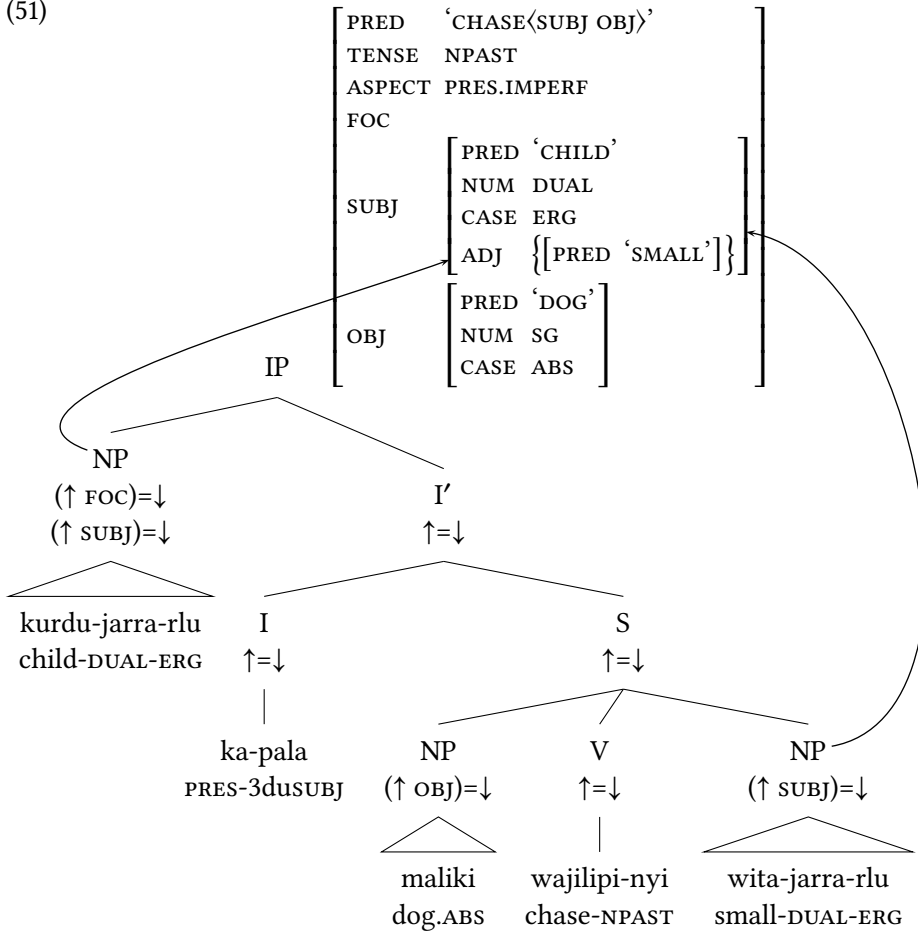 (51)
PRED ‘CHASE⟨SUBJ OBJ⟩’
TENSE NPAST
ASPECT PRES.IMPERF
FOC
SUBJ
PRED ‘CHILD’
NUM DUAL
CASE ERG
ADJ {[PRED ‘SMALL’]}
OBJ
PRED ‘DOG’
NUM SG
CASE ABS
IP
NP
(↑ FOC)=↓
(↑ SUBJ)=↓
I′
↑=↓
kurdu-jarra-rlu
child-DUAL-ERG
I
↑=↓
S
↑=↓
ka-pala
PRES-3duSUBJ
NP
(↑ OBJ)=↓
V
↑=↓
NP
(↑ SUBJ)=↓
maliki
dog.ABS
wajilipi-nyi
chase-NPAST
wita-jarra-rlu
small-DUAL-ERG